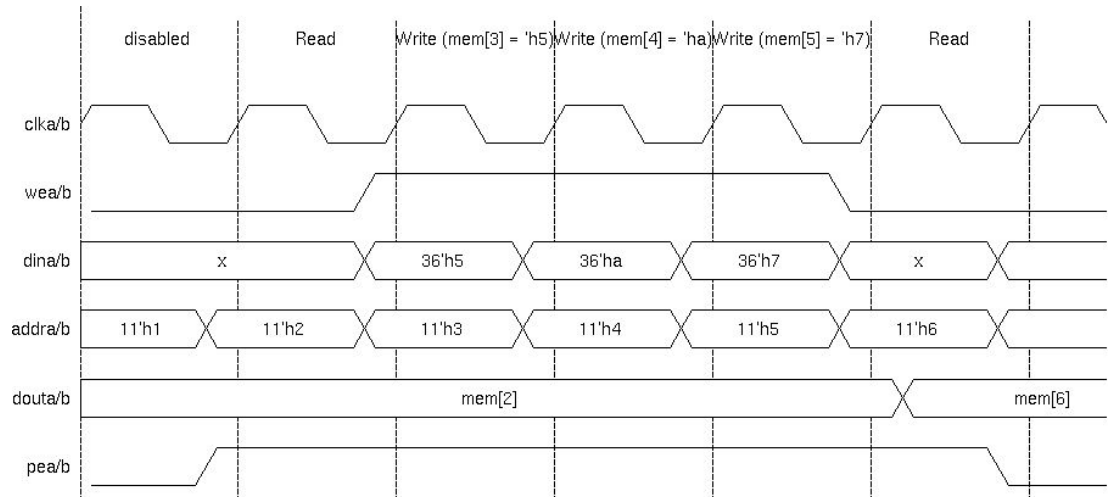 disabled Read Write (mem[3] = 'h5) Write (mem[4] = 'ha) Write (mem[5] = 'h7) Read
clka/b
wea/b
dina/b x 36'h5 36'ha 36'h7 x
addra/b 11'h1 11'h2 11'h3 11'h4 11'h5 11'h6
douta/b mem[2] mem[6]
pea/b